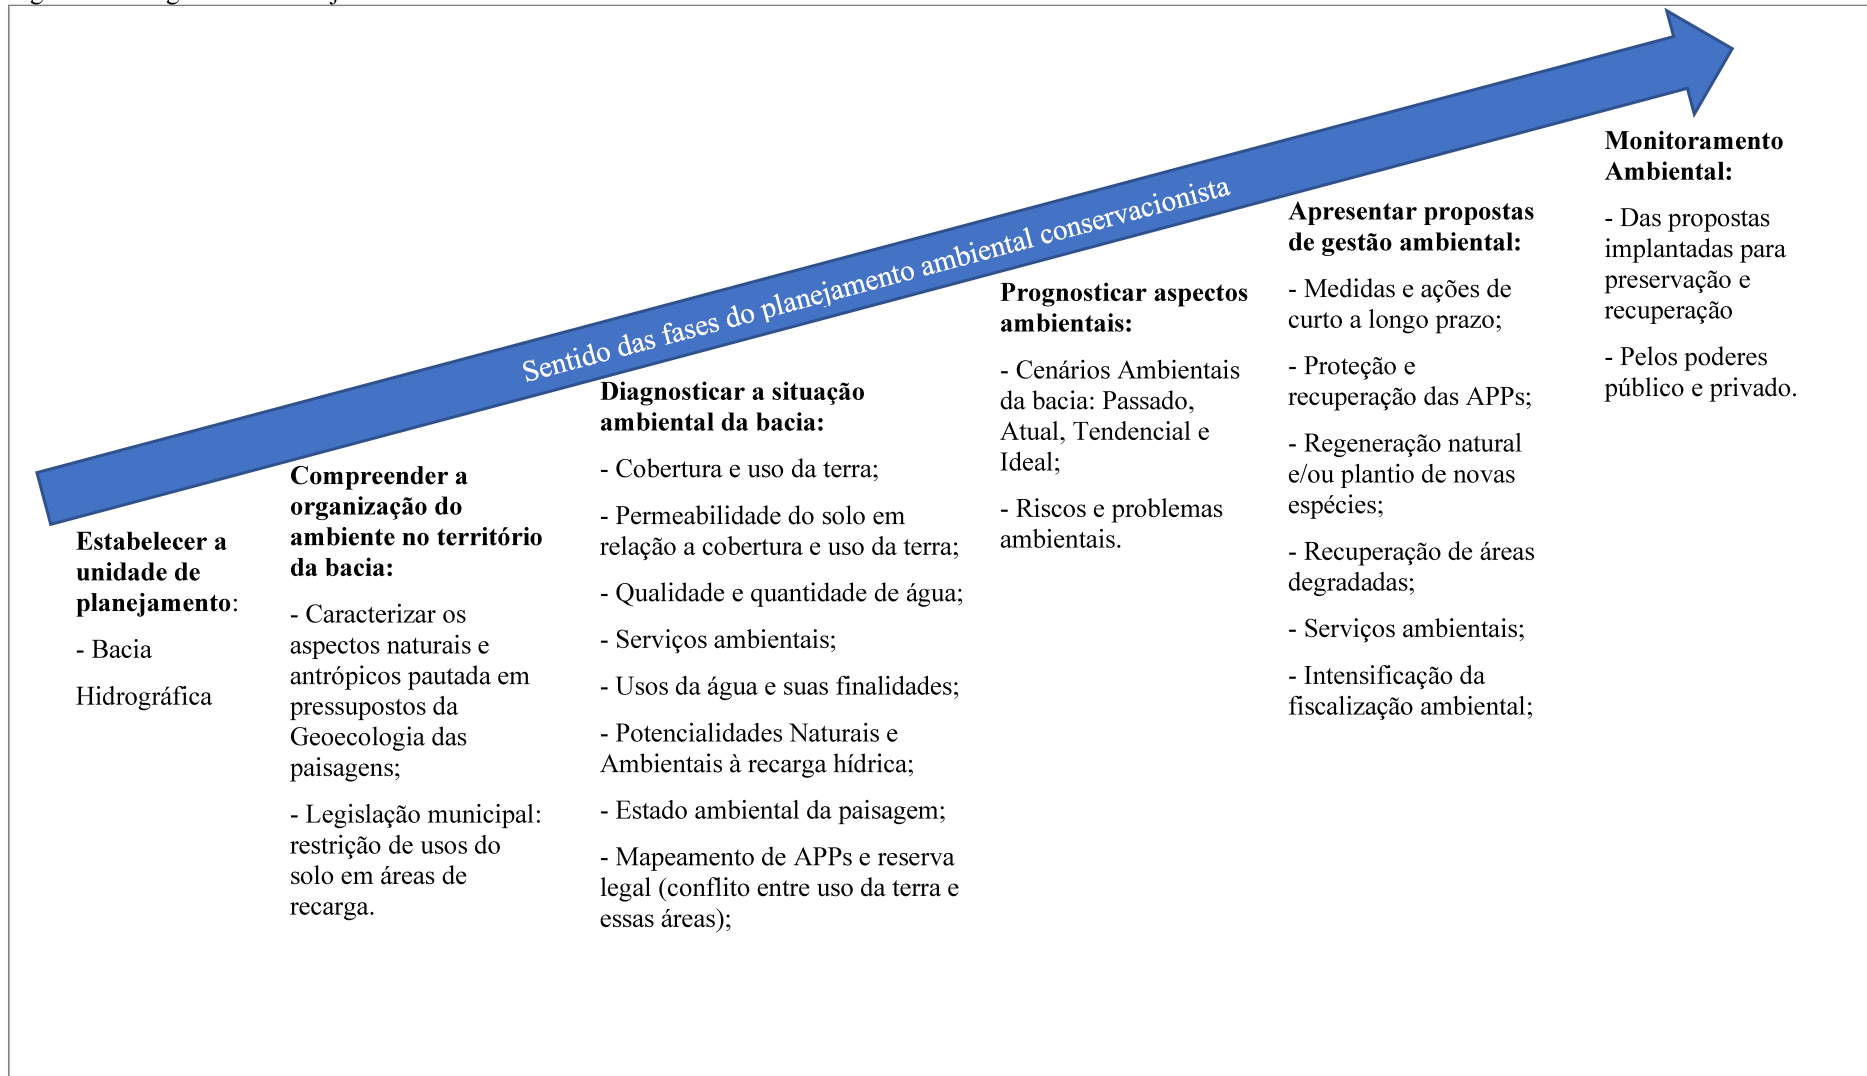 Sentido das fases do planejamento ambiental conservacionista
Estabelecer a
unidade de
planejamento:
- Bacia
Hidrográfica
Compreender a
organização do
ambiente no território
da bacia:
- Caracterizar os
aspectos naturais e
antrópicos pautada em
pressupostos da
Geoecologia das
paisagens;
- Legislação municipal:
restrição de usos do
solo em áreas de
recarga.
Diagnosticar a situação
ambiental da bacia:
- Cobertura e uso da terra;
- Permeabilidade do solo em
relação a cobertura e uso da terra;
- Qualidade e quantidade de água;
- Serviços ambientais;
- Usos da água e suas finalidades;
- Potencialidades Naturais e
Ambientais à recarga hídrica;
- Estado ambiental da paisagem;
- Mapeamento de APPs e reserva
legal (conflito entre uso da terra e
essas áreas);
Prognosticar aspectos
ambientais:
- Cenários Ambientais
da bacia: Passado,
Atual, Tendencial e
Ideal;
- Riscos e problemas
ambientais.
Apresentar propostas
de gestão ambiental:
- Medidas e ações de
curto a longo prazo;
- Proteção e
recuperação das APPs;
- Regeneração natural
e/ou plantio de novas
espécies;
- Recuperação de áreas
degradadas;
- Serviços ambientais;
- Intensificação da
fiscalização ambiental;
Monitoramento
Ambiental:
- Das propostas
implantadas para
preservação e
recuperação
- Pelos poderes
público e privado.